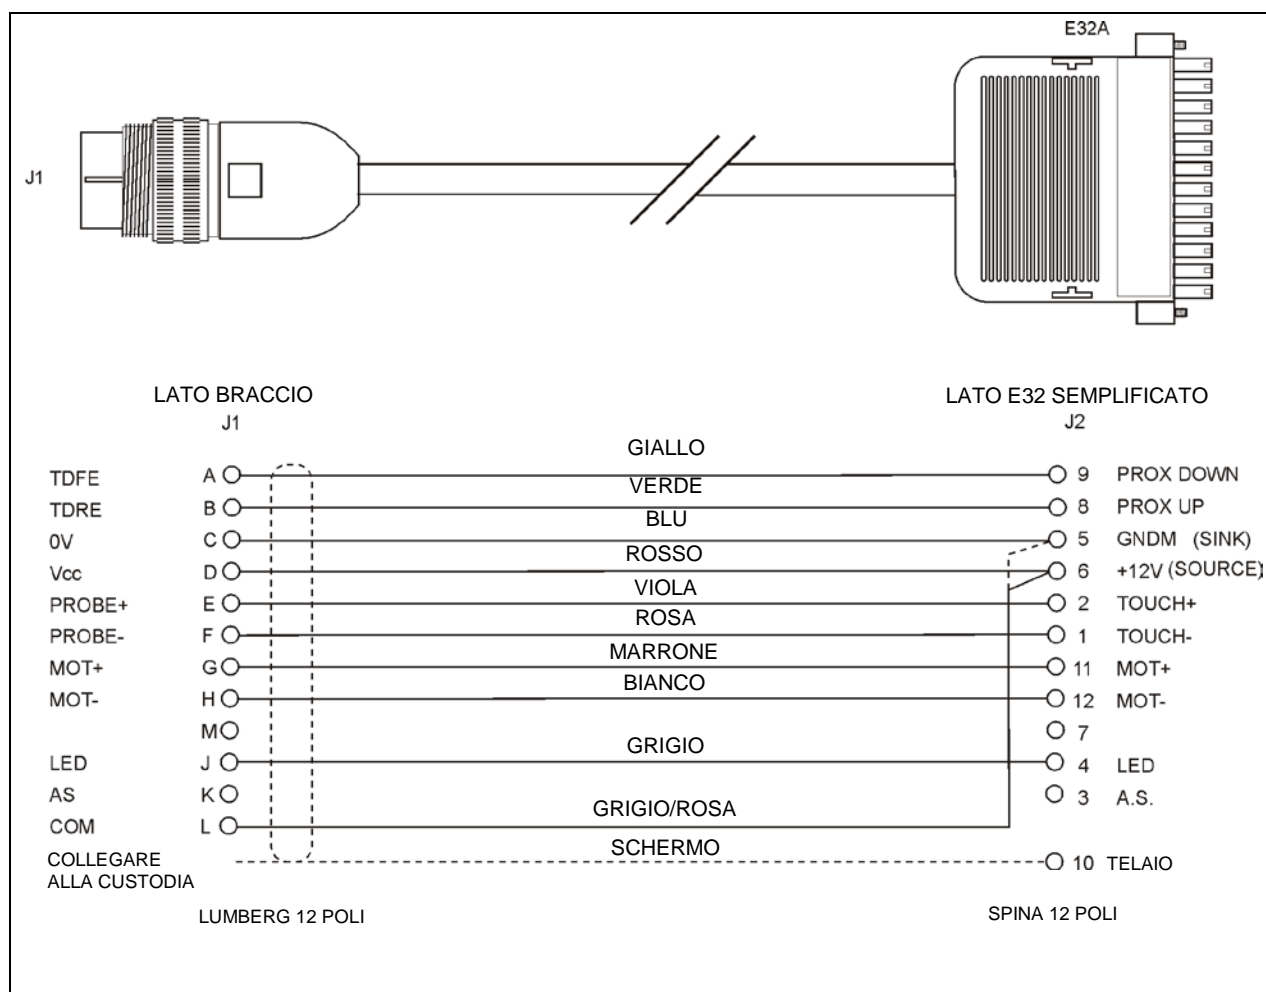 E32A
J1
LATO BRACCIO LATO E32 SEMPLIFICATO
J1 J2
GIALLO
TDFE A 9 PROX DOWN
VERDE
TDRE B 8 PROX UP
BLU
0V C 5 GNDM (SINK)
ROSSO
Vcc D 6 +12V (SOURCE)
VIOLA
PROBE+ E 2 TOUCH+
ROSA
PROBE- F 1 TOUCH-
MARRONE
MOT+ G 11 MOT+
BIANCO
MOT- H 12 MOT-
M 7
GRIGIO
LED J 4 LED
AS K 3 A.S.
GRIGIO/ROSA
COM L
SCHERMO
COLLEGARE 10 TELAIO
ALLA CUSTODIA
LUMBERG 12 POLI SPINA 12 POLI